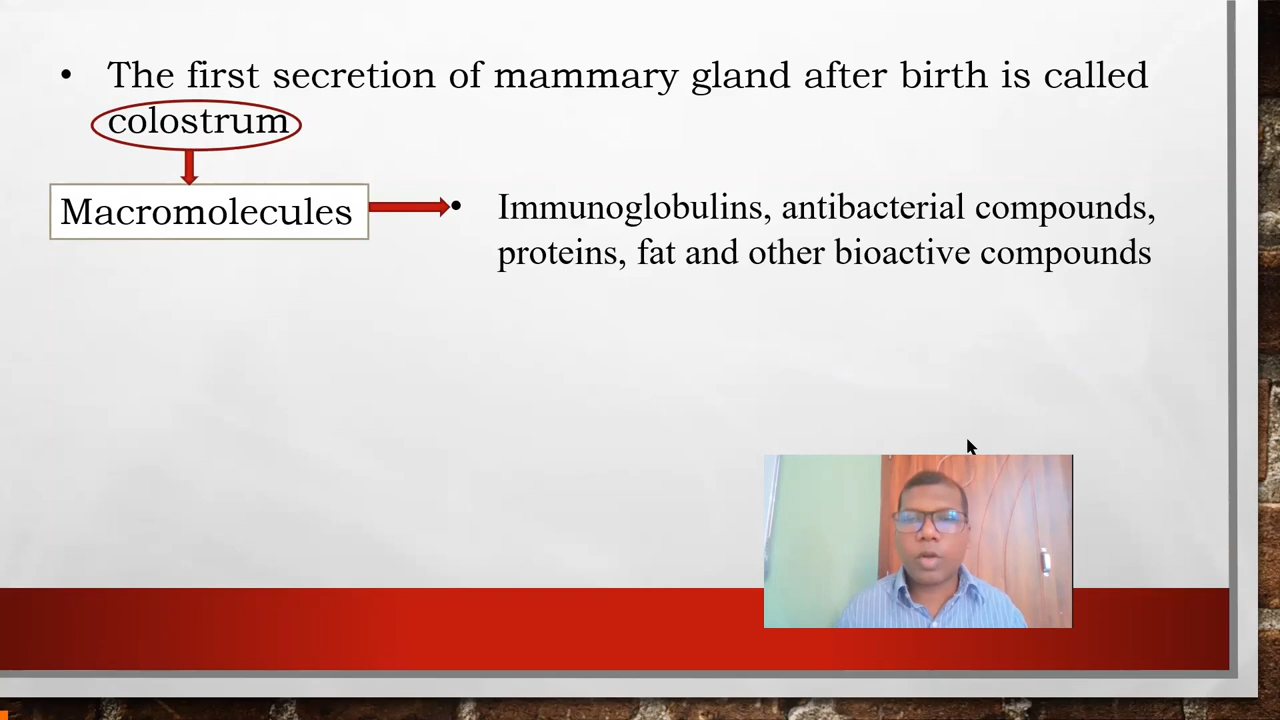 • The first secretion of mammary gland after birth is called
colostrum
Macromolecules
• Immunoglobulins, antibacterial compounds,
proteins, fat and other bioactive compounds